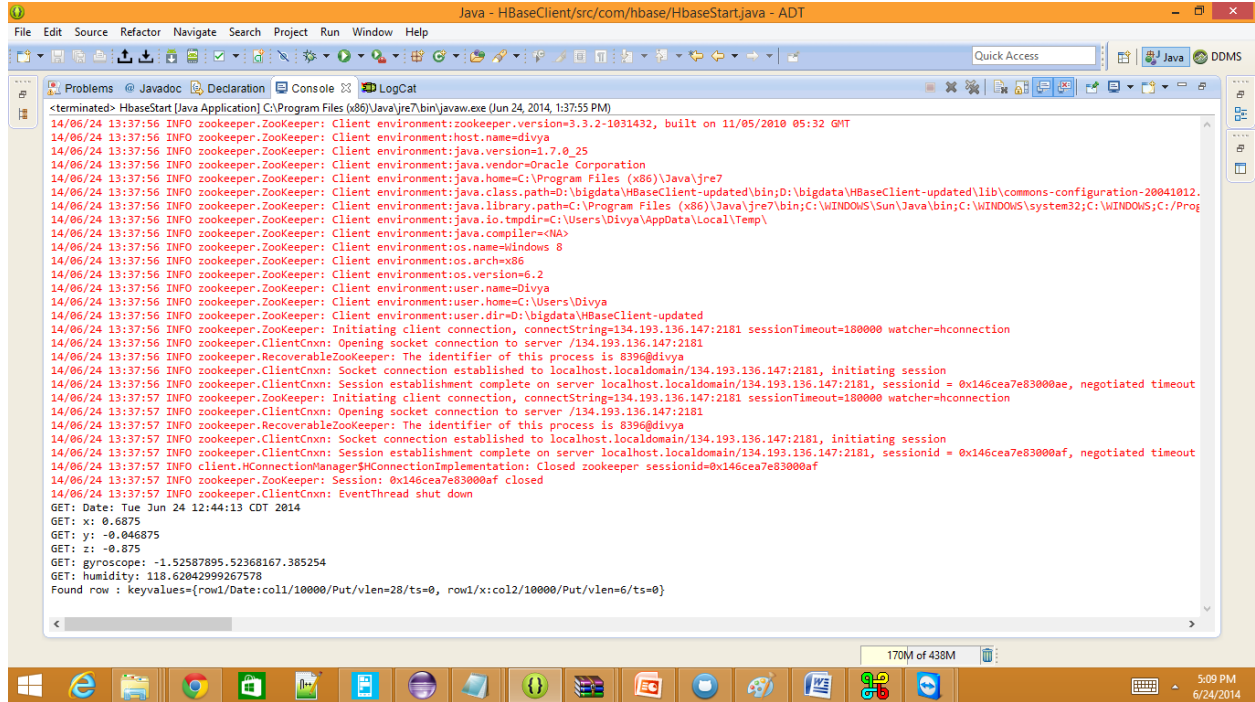 Java - HBaseClient/src/com/hbase/HbaseStart.java - ADT
File Edit Source Refactor Navigate Search Project Run Window Help
Quick Access
Java
DDMS
Problems @ Javadoc Declaration Console LogCat
<terminated> HbaseStart [Java Application] C:\Program Files (x86)\Java\jre7\bin\javaw.exe (Jun 24, 2014, 1:37:55 PM)
14/06/24 13:37:56 INFO zookeeper.ZooKeeper: Client environment:zookeeper.version=3.3.2-1031432, built on 11/05/2010 05:32 GMT
14/06/24 13:37:56 INFO zookeeper.ZooKeeper: Client environment:host.name=divya
14/06/24 13:37:56 INFO zookeeper.ZooKeeper: Client environment:java.version=1.7.0_25
14/06/24 13:37:56 INFO zookeeper.ZooKeeper: Client environment:java.vendor=Oracle Corporation
14/06/24 13:37:56 INFO zookeeper.ZooKeeper: Client environment:java.home=C:\Program Files (x86)\Java\jre7
14/06/24 13:37:56 INFO zookeeper.ZooKeeper: Client environment:java.class.path=D:\bigdata\HBaseClient-updated\bin;D:\bigdata\HBaseClient-updated\lib\commons-configuration-20041012.
14/06/24 13:37:56 INFO zookeeper.ZooKeeper: Client environment:java.library.path=C:\Program Files (x86)\Java\jre7\bin;C:\WINDOWS\Sun\Java\bin;C:\WINDOWS\system32;C:\WINDOWS;C:/Prog
14/06/24 13:37:56 INFO zookeeper.ZooKeeper: Client environment:java.io.tmpdir=C:\Users\Divya\AppData\Local\Temp\
14/06/24 13:37:56 INFO zookeeper.ZooKeeper: Client environment:java.compiler=<NA>
14/06/24 13:37:56 INFO zookeeper.ZooKeeper: Client environment:os.name=Windows 8
14/06/24 13:37:56 INFO zookeeper.ZooKeeper: Client environment:os.arch=x86
14/06/24 13:37:56 INFO zookeeper.ZooKeeper: Client environment:os.version=6.2
14/06/24 13:37:56 INFO zookeeper.ZooKeeper: Client environment:user.name=Divya
14/06/24 13:37:56 INFO zookeeper.ZooKeeper: Client environment:user.home=C:\Users\Divya
14/06/24 13:37:56 INFO zookeeper.ZooKeeper: Client environment:user.dir=D:\bigdata\HBaseClient-updated
14/06/24 13:37:56 INFO zookeeper.ZooKeeper: Initiating client connection, connectString=134.193.136.147:2181 sessionTimeout=180000 watcher=hconnection
14/06/24 13:37:56 INFO zookeeper.ClientCnxn: Opening socket connection to server /134.193.136.147:2181
14/06/24 13:37:56 INFO zookeeper.RecoverableZooKeeper: The identifier of this process is 8396@divya
14/06/24 13:37:56 INFO zookeeper.ClientCnxn: Socket connection established to localhost.localdomain/134.193.136.147:2181, initiating session
14/06/24 13:37:56 INFO zookeeper.ClientCnxn: Session establishment complete on server localhost.localdomain/134.193.136.147:2181, sessionid = 0x146cea7e83000ae, negotiated timeout
14/06/24 13:37:57 INFO zookeeper.ZooKeeper: Initiating client connection, connectString=134.193.136.147:2181 sessionTimeout=180000 watcher=hconnection
14/06/24 13:37:57 INFO zookeeper.ClientCnxn: Opening socket connection to server /134.193.136.147:2181
14/06/24 13:37:57 INFO zookeeper.RecoverableZooKeeper: The identifier of this process is 8396@divya
14/06/24 13:37:57 INFO zookeeper.ClientCnxn: Socket connection established to localhost.localdomain/134.193.136.147:2181, initiating session
14/06/24 13:37:57 INFO zookeeper.ClientCnxn: Session establishment complete on server localhost.localdomain/134.193.136.147:2181, sessionid = 0x146cea7e83000af, negotiated timeout
14/06/24 13:37:57 INFO client.HConnectionManager$HConnectionImplementation: Closed zookeeper sessionid=0x146cea7e83000af
14/06/24 13:37:57 INFO zookeeper.ZooKeeper: Session: 0x146cea7e83000af closed
14/06/24 13:37:57 INFO zookeeper.ClientCnxn: EventThread shut down
GET: Date: Tue Jun 24 12:44:13 CDT 2014
GET: x: 0.6875
GET: y: -0.046875
GET: z: -0.875
GET: gyroscope: -1.52587895.52368167.385254
GET: humidity: 118.62042999267578
Found row : keyvalues={row1/Date:col1/10000/Put/vlen=28/ts=0, row1/x:col2/10000/Put/vlen=6/ts=0}
170M of 438M
5:09 PM
6/24/2014